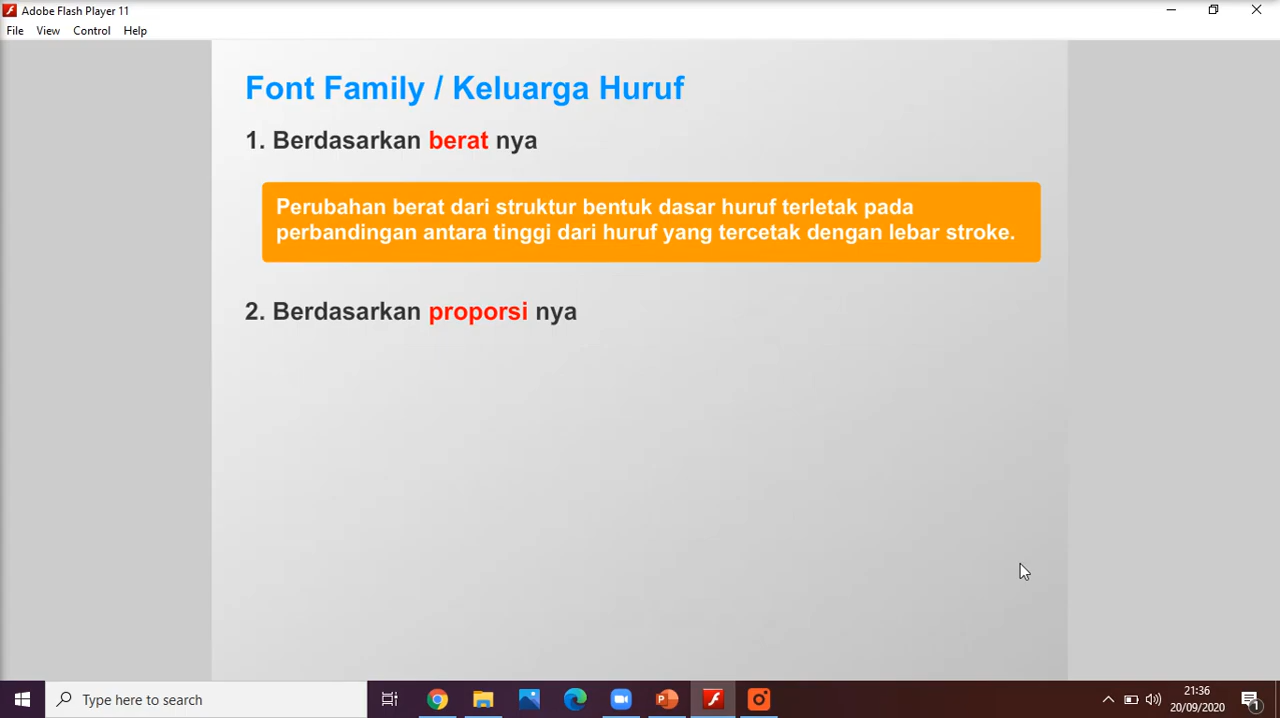 Adobe Flash Player 11
File View Control Help
Font Family / Keluarga Huruf
1. Berdasarkan berat nya
Perubahan berat dari struktur bentuk dasar huruf terletak pada
perbandingan antara tinggi dari huruf yang tercetak dengan lebar stroke.
2. Berdasarkan proporsi nya
Type here to search
21:36
20/09/2020
1